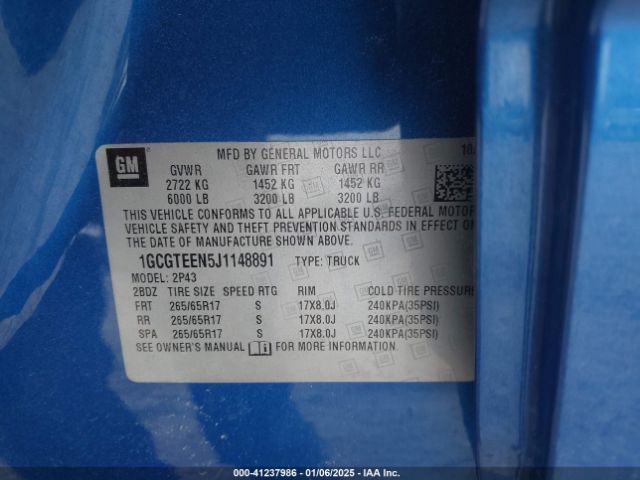 MFD BY GENERAL MOTORS LLC 10
GM
GVWR GAWR FRT GAWR RR
2722 KG 1452 KG 1452 KG
6000 LB 3200 LB 3200 LB
THIS VEHICLE CONFORMS TO ALL APPLICABLE U.S. FEDERAL MOTOR
VEHICLE SAFETY AND THEFT PREVENTION STANDARDS IN EFFECT ON
THE DATE OF MANUFACTURE SHOWN ABOVE.
1GCGTEEN5J1148891 TYPE: TRUCK
MODEL: 2P43
2BDZ TIRE SIZE SPEED RTG RIM COLD TIRE PRESSURE
FRT 265/65R17 S 17X8.0J 240KPA(35PSI)
RR 265/65R17 S 17X8.0J 240KPA(35PSI)
SPA 265/65R17 S 17X8.0J 240KPA(35PSI)
SEE OWNER'S MANUAL FOR MORE INFORMATION.
000-41237986 - 01/06/2025 - IAA Inc.